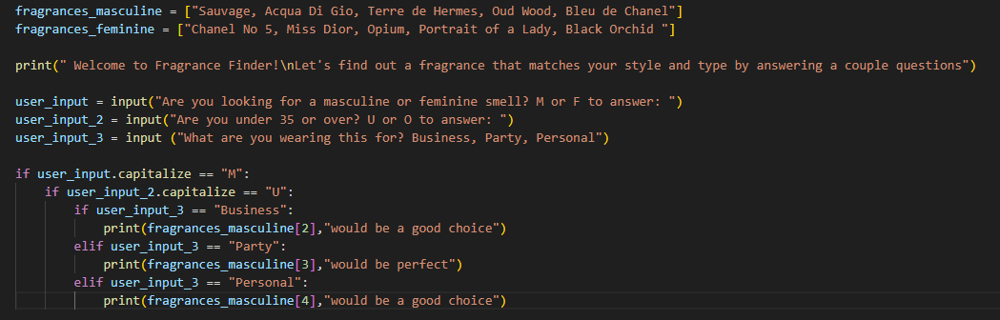 fragrances_masculine = ["Sauvage, Acqua Di Gio, Terre de Hermes, Oud Wood, Bleu de Chanel"]
fragrances_feminine = ["Chanel No 5, Miss Dior, Opium, Portrait of a Lady, Black Orchid "]

print(" Welcome to Fragrance Finder!\nLet's find out a fragrance that matches your style and type by answering a couple questions")

user_input = input("Are you looking for a masculine or feminine smell? M or F to answer: ")
user_input_2 = input("Are you under 35 or over? U or O to answer: ")
user_input_3 = input ("What are you wearing this for? Business, Party, Personal")

if user_input.capitalize == "M":
    if user_input_2.capitalize == "U":
        if user_input_3 == "Business":
            print(fragrances_masculine[2],"would be a good choice")
        elif user_input_3 == "Party":
            print(fragrances_masculine[3],"would be perfect")
        elif user_input_3 == "Personal":
            print(fragrances_masculine[4],"would be a good choice")